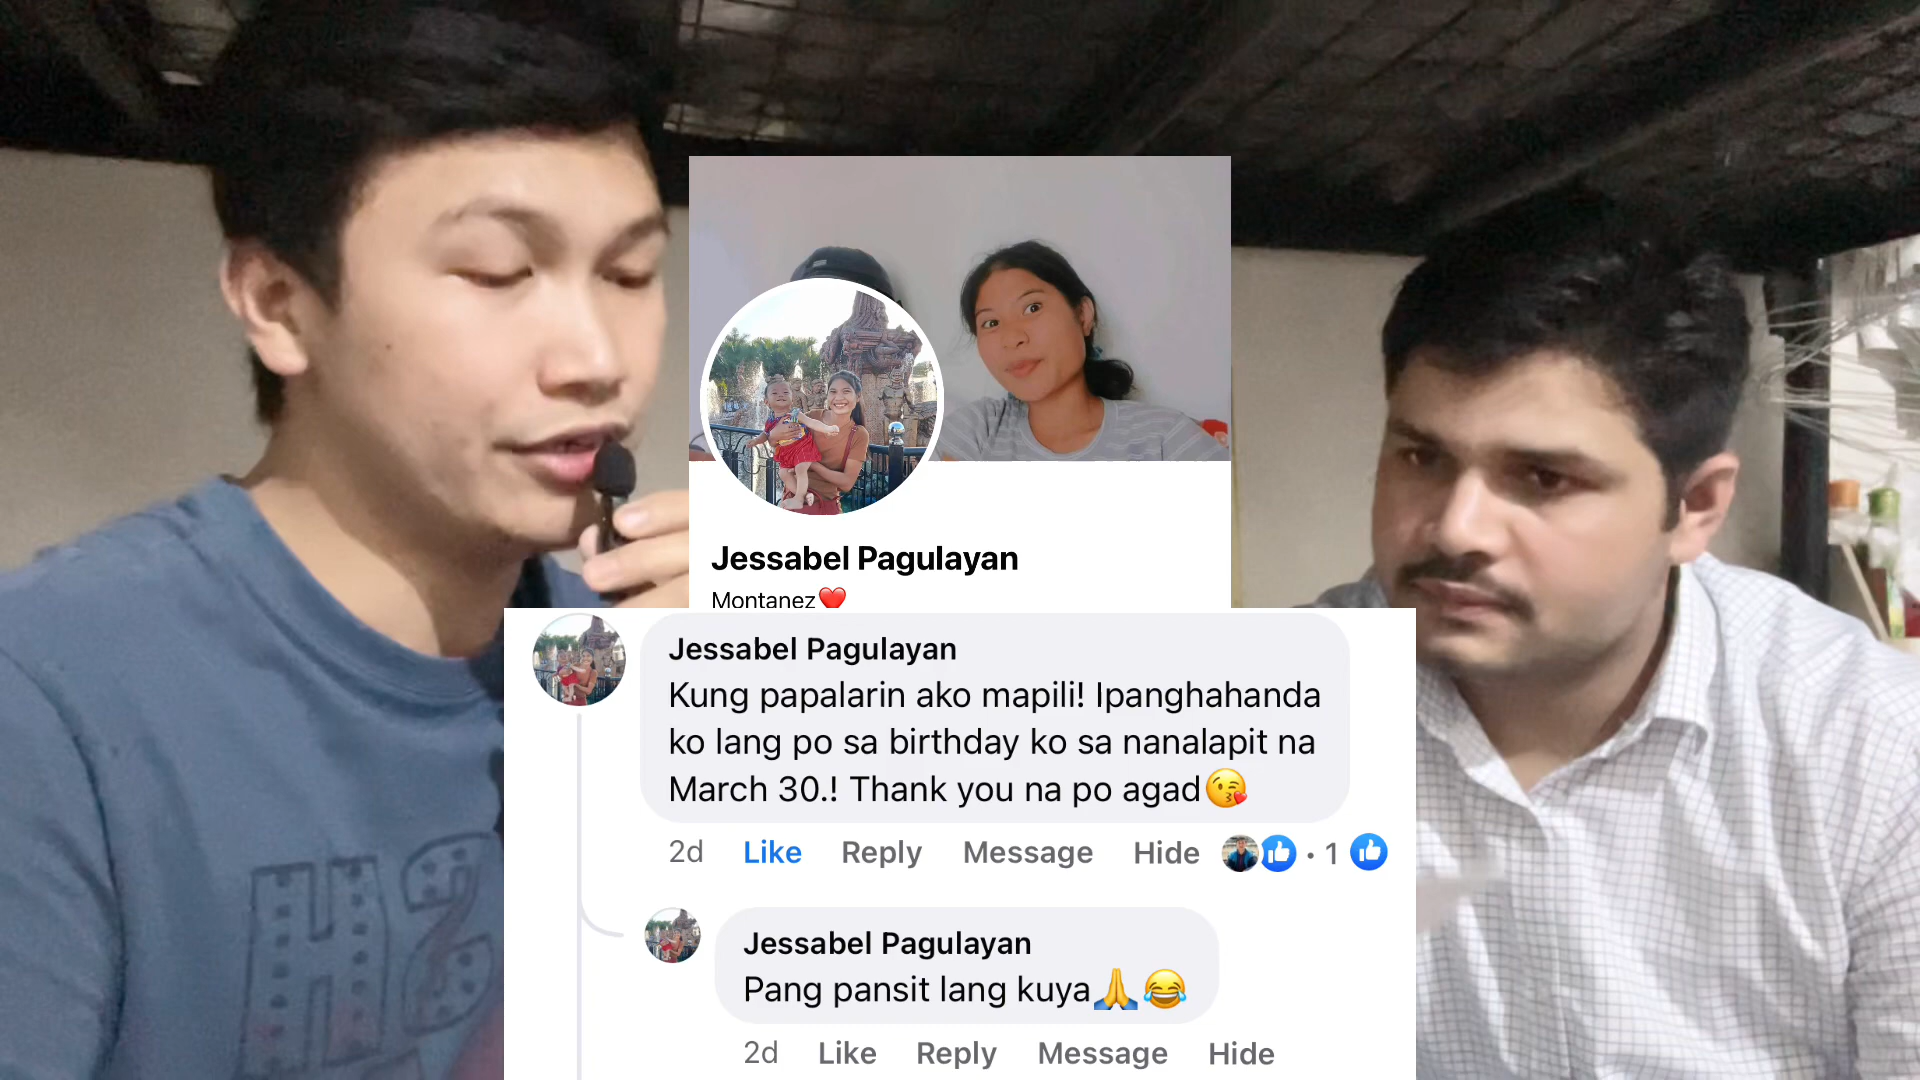 Jessabel Pagulayan
Montanez❤️
Jessabel Pagulayan
Kung papalarin ako mapili! Ipanghahanda
ko lang po sa birthday ko sa nanalapit na
March 30.! Thank you na po agad😘
2d Like Reply Message Hide · 1
Jessabel Pagulayan
Pang pansit lang kuya🙏😂
2d Like Reply Message Hide
H2